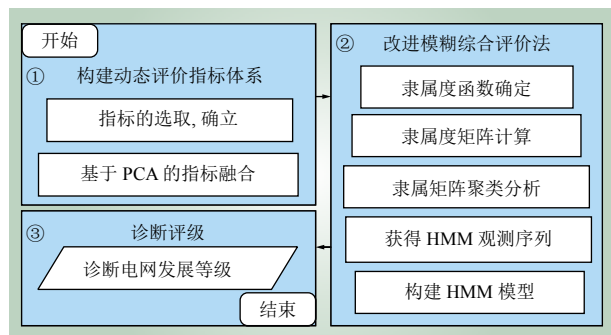 开始
① 构建动态评价指标体系
指标的选取, 确立
基于 PCA 的指标融合
② 改进模糊综合评价法
隶属度函数确定
隶属度矩阵计算
隶属矩阵聚类分析
获得 HMM 观测序列
构建 HMM 模型
③ 诊断评级
诊断电网发展等级
结束